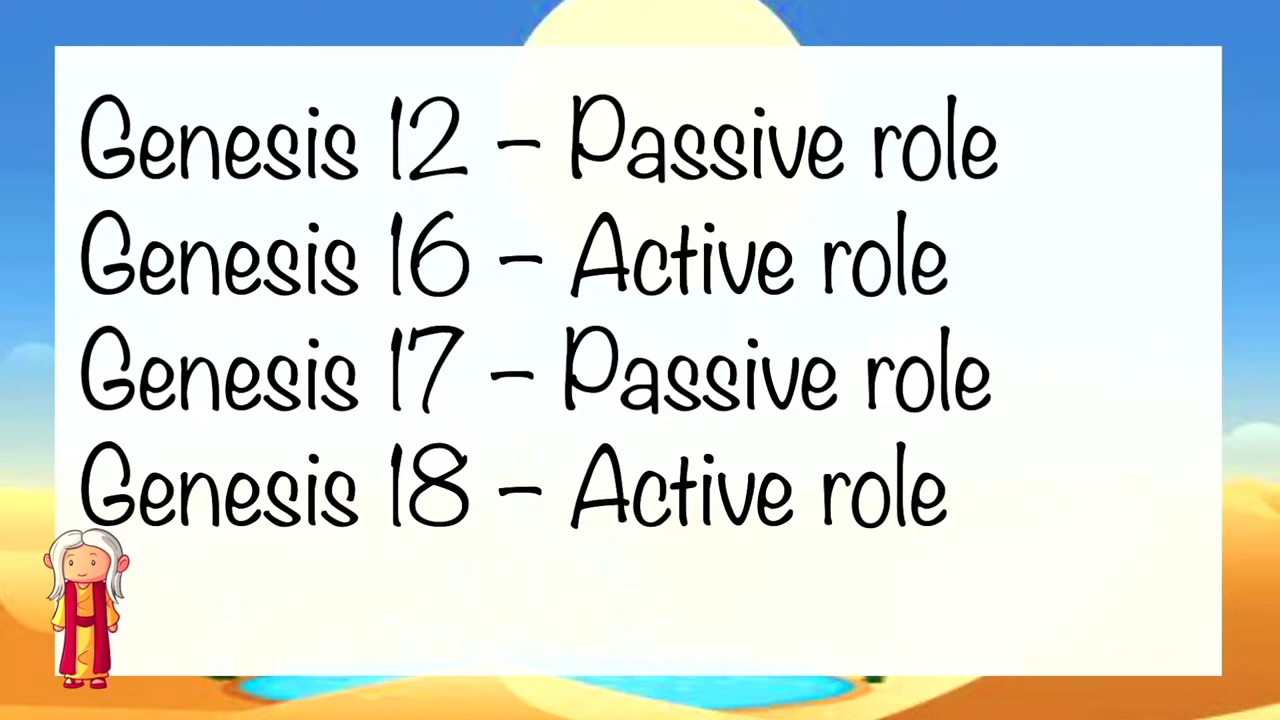 Genesis 12 – Passive role
Genesis 16 – Active role
Genesis 17 – Passive role
Genesis 18 – Active role